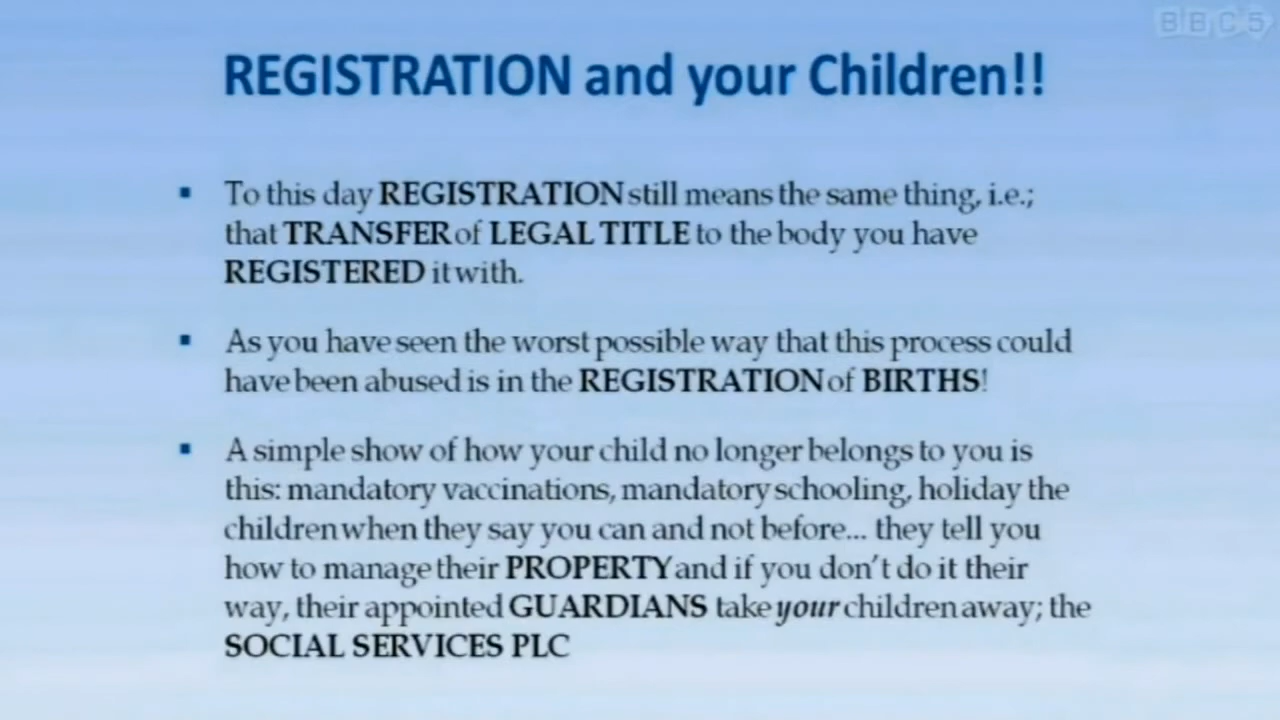 BBC5
REGISTRATION and your Children!!
▪ To this day REGISTRATION still means the same thing, i.e.;
that TRANSFER of LEGAL TITLE to the body you have
REGISTERED it with.
▪ As you have seen the worst possible way that this process could
have been abused is in the REGISTRATION of BIRTHS!
▪ A simple show of how your child no longer belongs to you is
this: mandatory vaccinations, mandatory schooling, holiday the
children when they say you can and not before... they tell you
how to manage their PROPERTY and if you don't do it their
way, their appointed GUARDIANS take your children away; the
SOCIAL SERVICES PLC